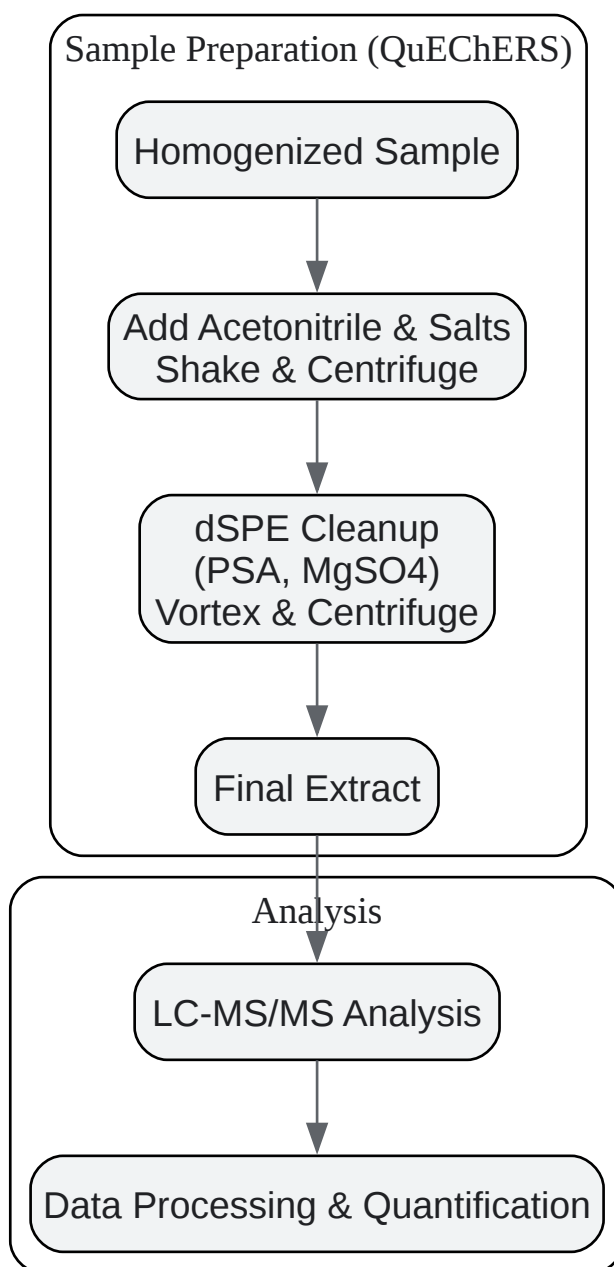 Sample Preparation (QuEChERS)
Homogenized Sample
Add Acetonitrile & Salts
Shake & Centrifuge
dSPE Cleanup
(PSA, MgSO4)
Vortex & Centrifuge
Final Extract
Analysis
LC-MS/MS Analysis
Data Processing & Quantification